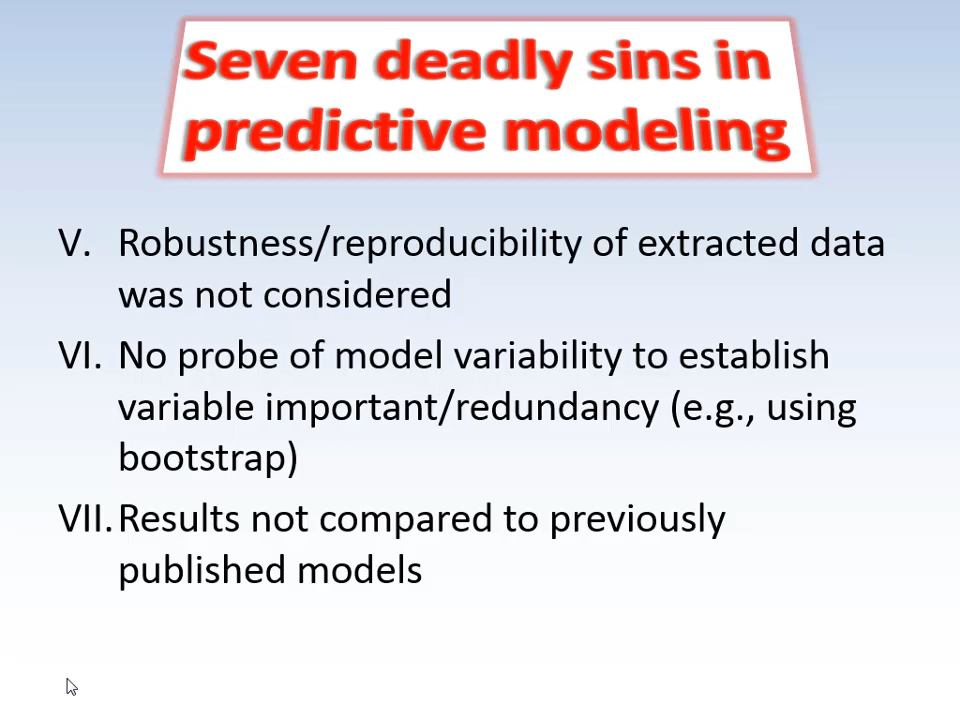 Seven deadly sins in
predictive modeling
V. Robustness/reproducibility of extracted data
was not considered
VI. No probe of model variability to establish
variable important/redundancy (e.g., using
bootstrap)
VII. Results not compared to previously
published models